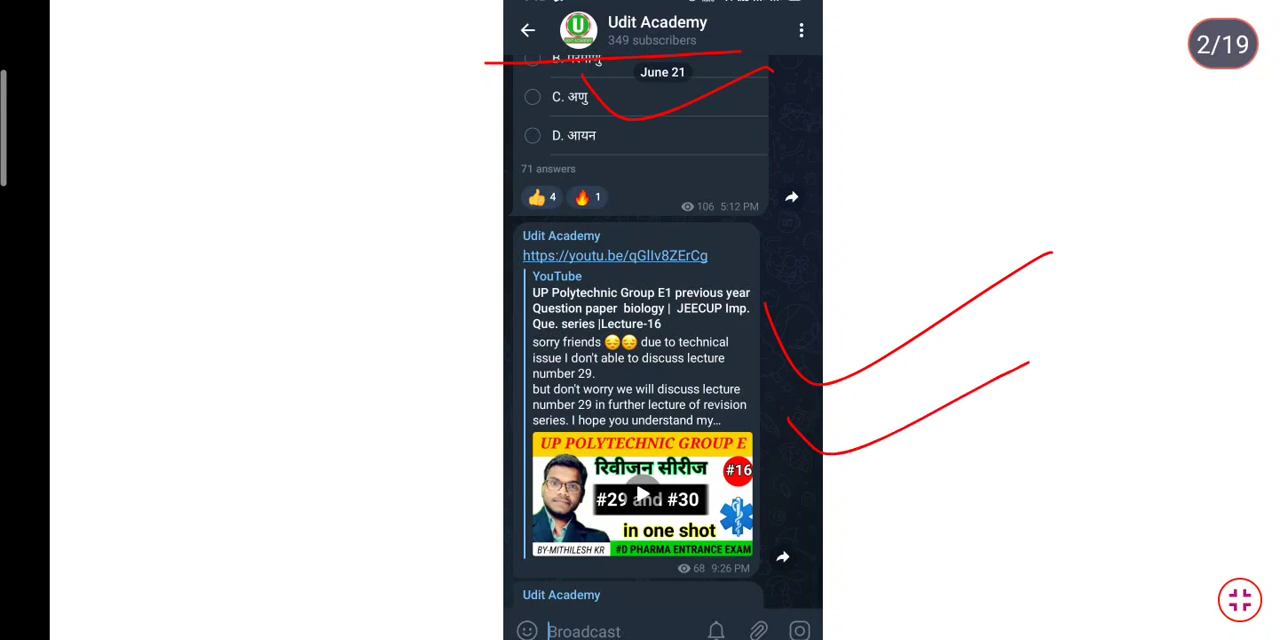 Udit Academy
349 subscribers
2/19
B. परमाणु
June 21
C. अणु
D. आयन
71 answers
👍 4 🔥 1
106 5:12 PM
Udit Academy
https://youtu.be/qGlIv8ZErCg
YouTube
UP Polytechnic Group E1 previous year
Question paper biology | JEECUP Imp.
Que. series |Lecture-16
sorry friends 😔😔 due to technical
issue I don't able to discuss lecture
number 29.
but don't worry we will discuss lecture
number 29 in further lecture of revision
series. I hope you understand my...
UP POLYTECHNIC GROUP E
रिवीजन सीरीज #16
#29 and #30
in one shot
BY-MITHILESH KR #D PHARMA ENTRANCE EXAM
68 9:26 PM
Udit Academy
Broadcast